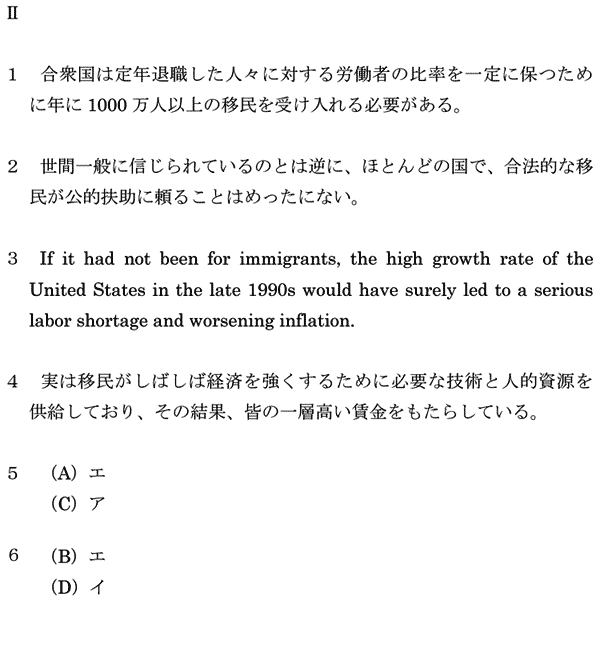 Ⅱ
1　合衆国は定年退職した人々に対する労働者の比率を一定に保つため
に年に 1000 万人以上の移民を受け入れる必要がある。
2　世間一般に信じられているのとは逆に、ほとんどの国で、合法的な移
民が公的扶助に頼ることはめったにない。
3　If it had not been for immigrants, the high growth rate of the
United States in the late 1990s would have surely led to a serious
labor shortage and worsening inflation.
4　実は移民がしばしば経済を強くするために必要な技術と人的資源を
供給しており、その結果、皆の一層高い賃金をもたらしている。
5　(A) エ
(C) ア
6　(B) エ
(D) イ